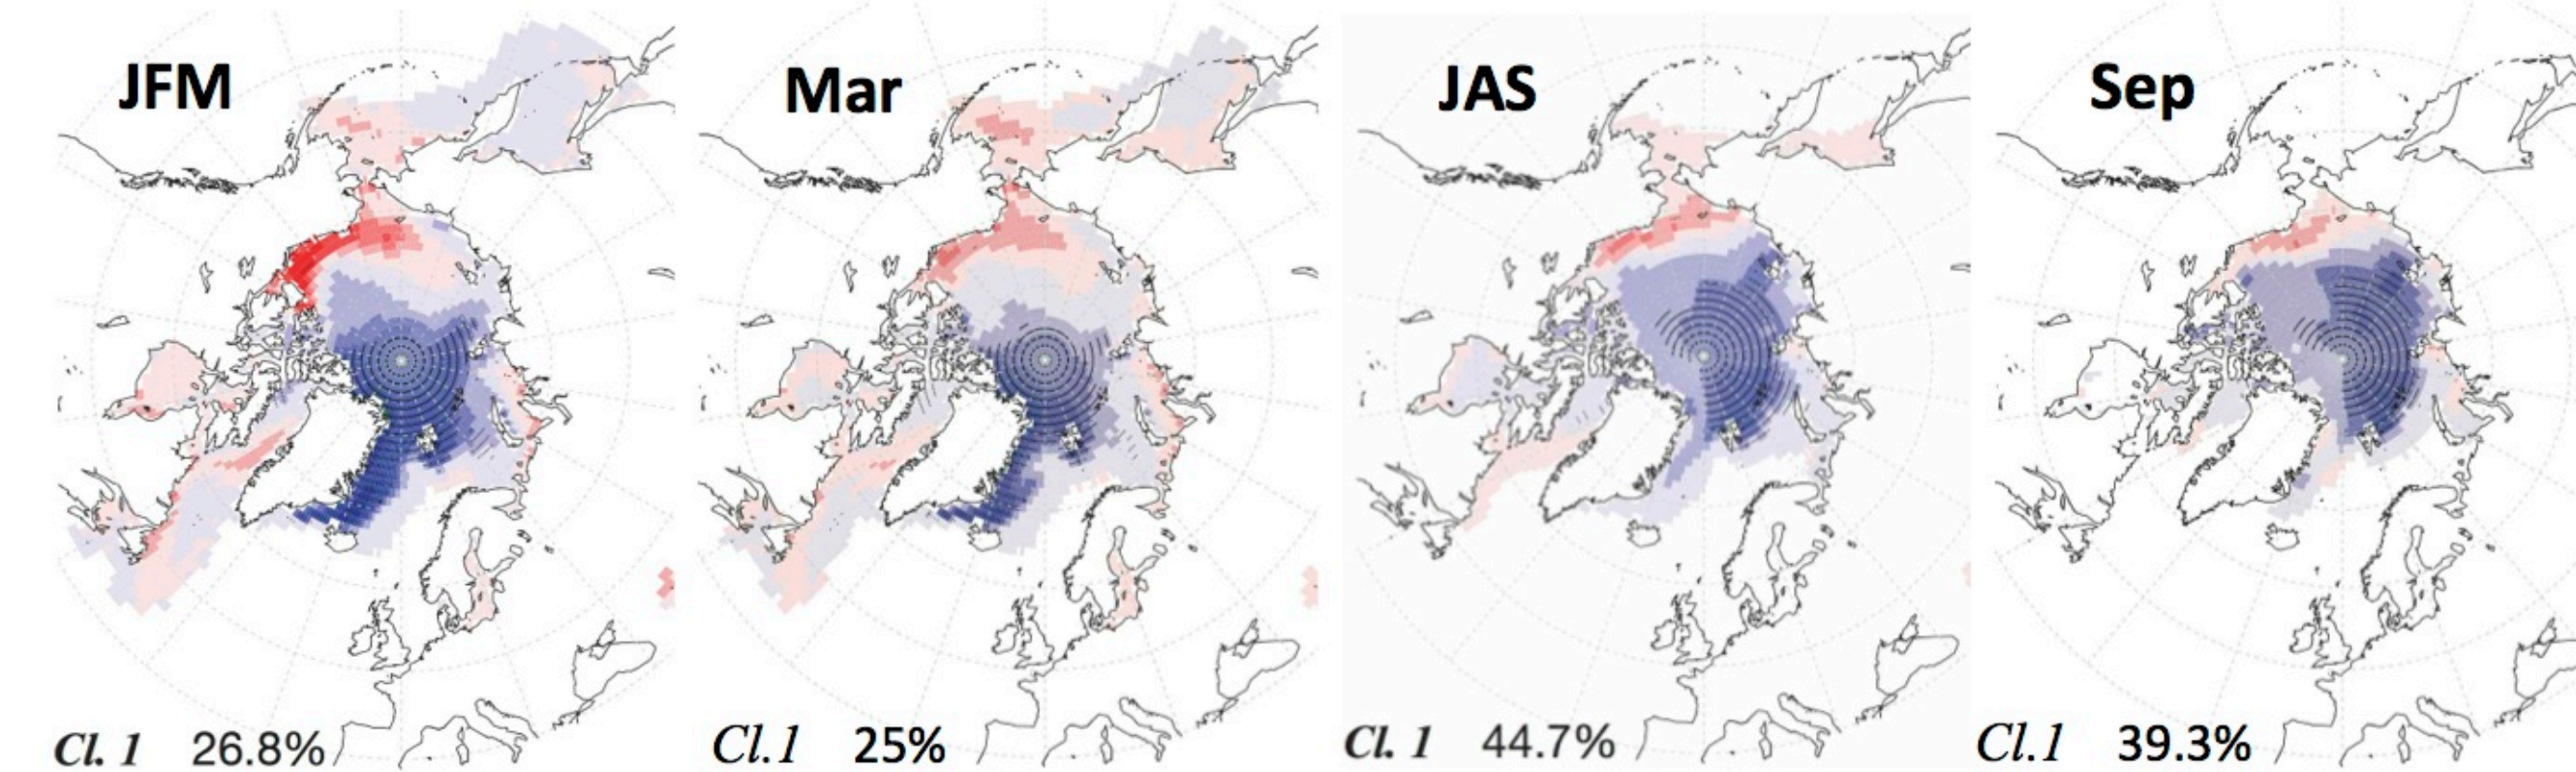 JFM
Mar
JAS
Sep
Cl. 1 26.8%
Cl.1 25%
Cl. 1 44.7%
Cl.1 39.3%